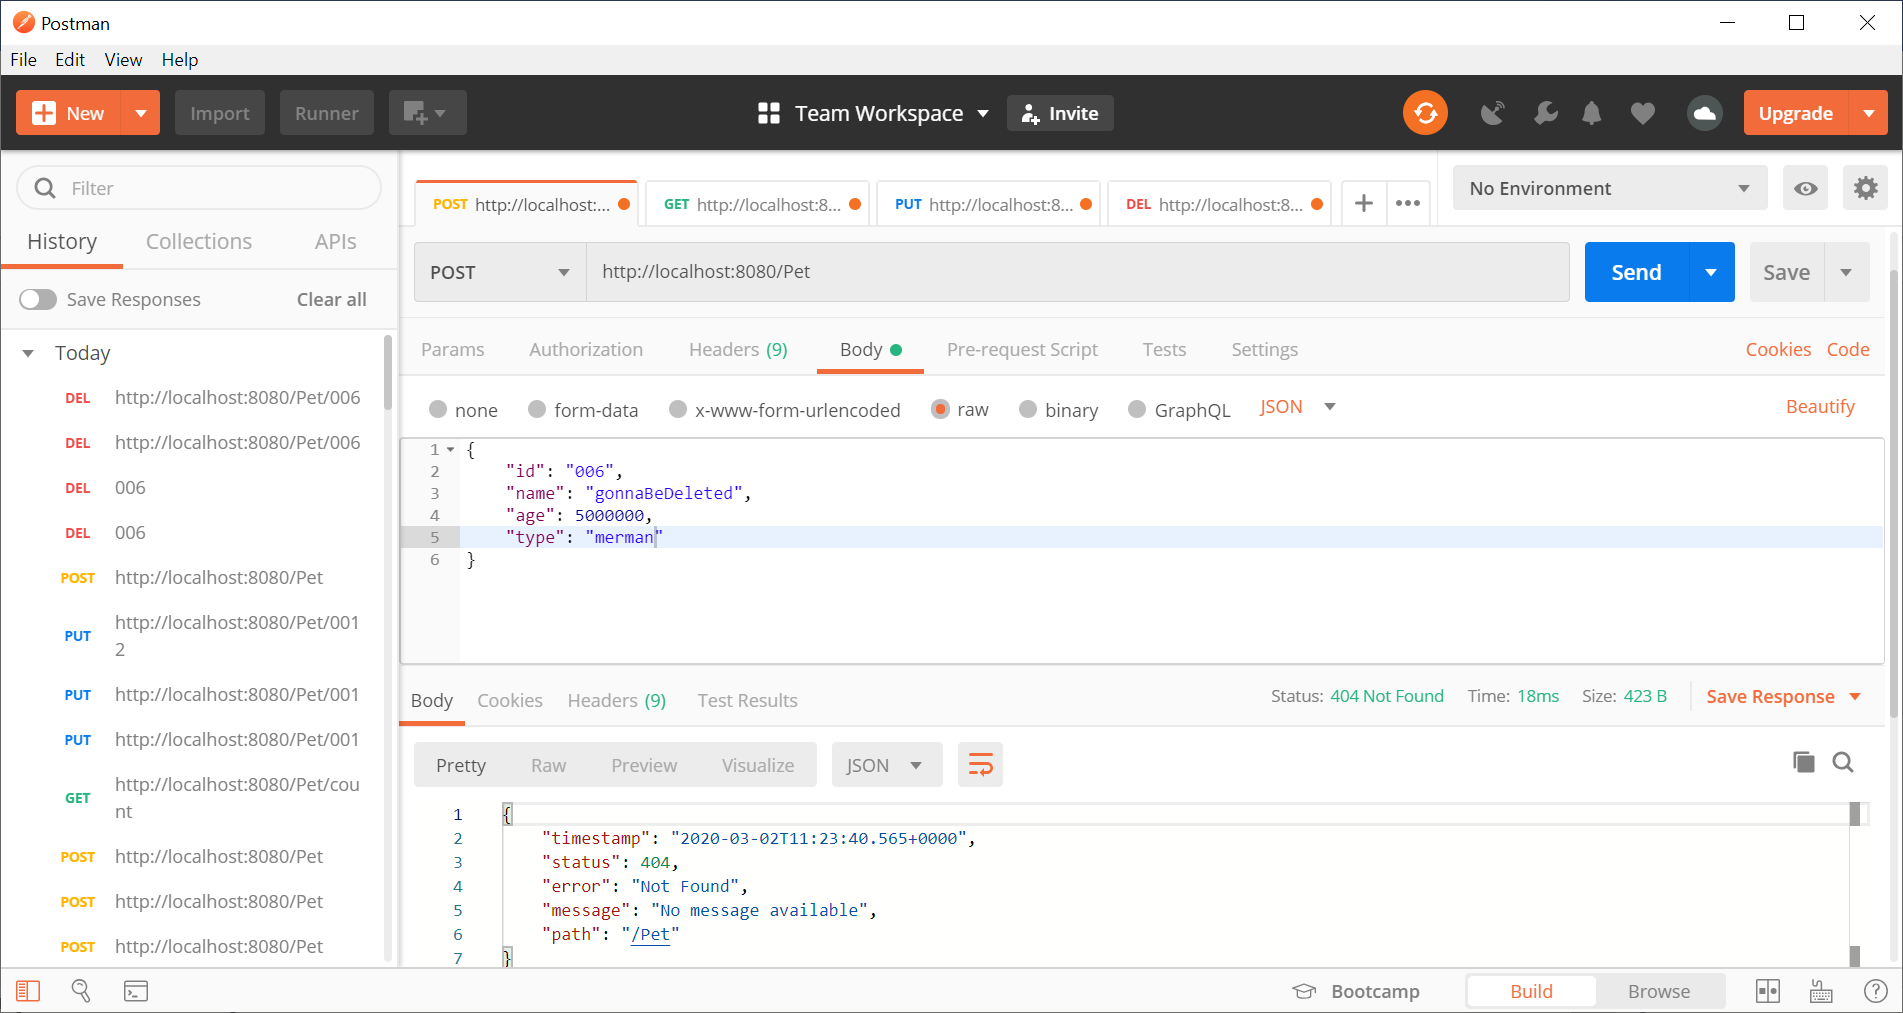 Postman
File Edit View Help
New Import Runner Team Workspace Invite Upgrade
Filter
History Collections APIs
Save Responses Clear all
Today
DEL http://localhost:8080/Pet/006
DEL http://localhost:8080/Pet/006
DEL 006
DEL 006
POST http://localhost:8080/Pet
PUT http://localhost:8080/Pet/001
2
PUT http://localhost:8080/Pet/001
PUT http://localhost:8080/Pet/001
GET http://localhost:8080/Pet/cou
nt
POST http://localhost:8080/Pet
POST http://localhost:8080/Pet
POST http://localhost:8080/Pet
POST http://localhost:... GET http://localhost:8... PUT http://localhost:8... DEL http://localhost:8... No Environment
POST http://localhost:8080/Pet Send Save
Params Authorization Headers (9) Body Pre-request Script Tests Settings Cookies Code
none form-data x-www-form-urlencoded raw binary GraphQL JSON Beautify
1 {
2 "id": "006",
3 "name": "gonnaBeDeleted",
4 "age": 5000000,
5 "type": "merman"
6 }
Body Cookies Headers (9) Test Results Status: 404 Not Found Time: 18ms Size: 423 B Save Response
Pretty Raw Preview Visualize JSON
1 {
2 "timestamp": "2020-03-02T11:23:40.565+0000",
3 "status": 404,
4 "error": "Not Found",
5 "message": "No message available",
6 "path": "/Pet"
7 }
Bootcamp Build Browse